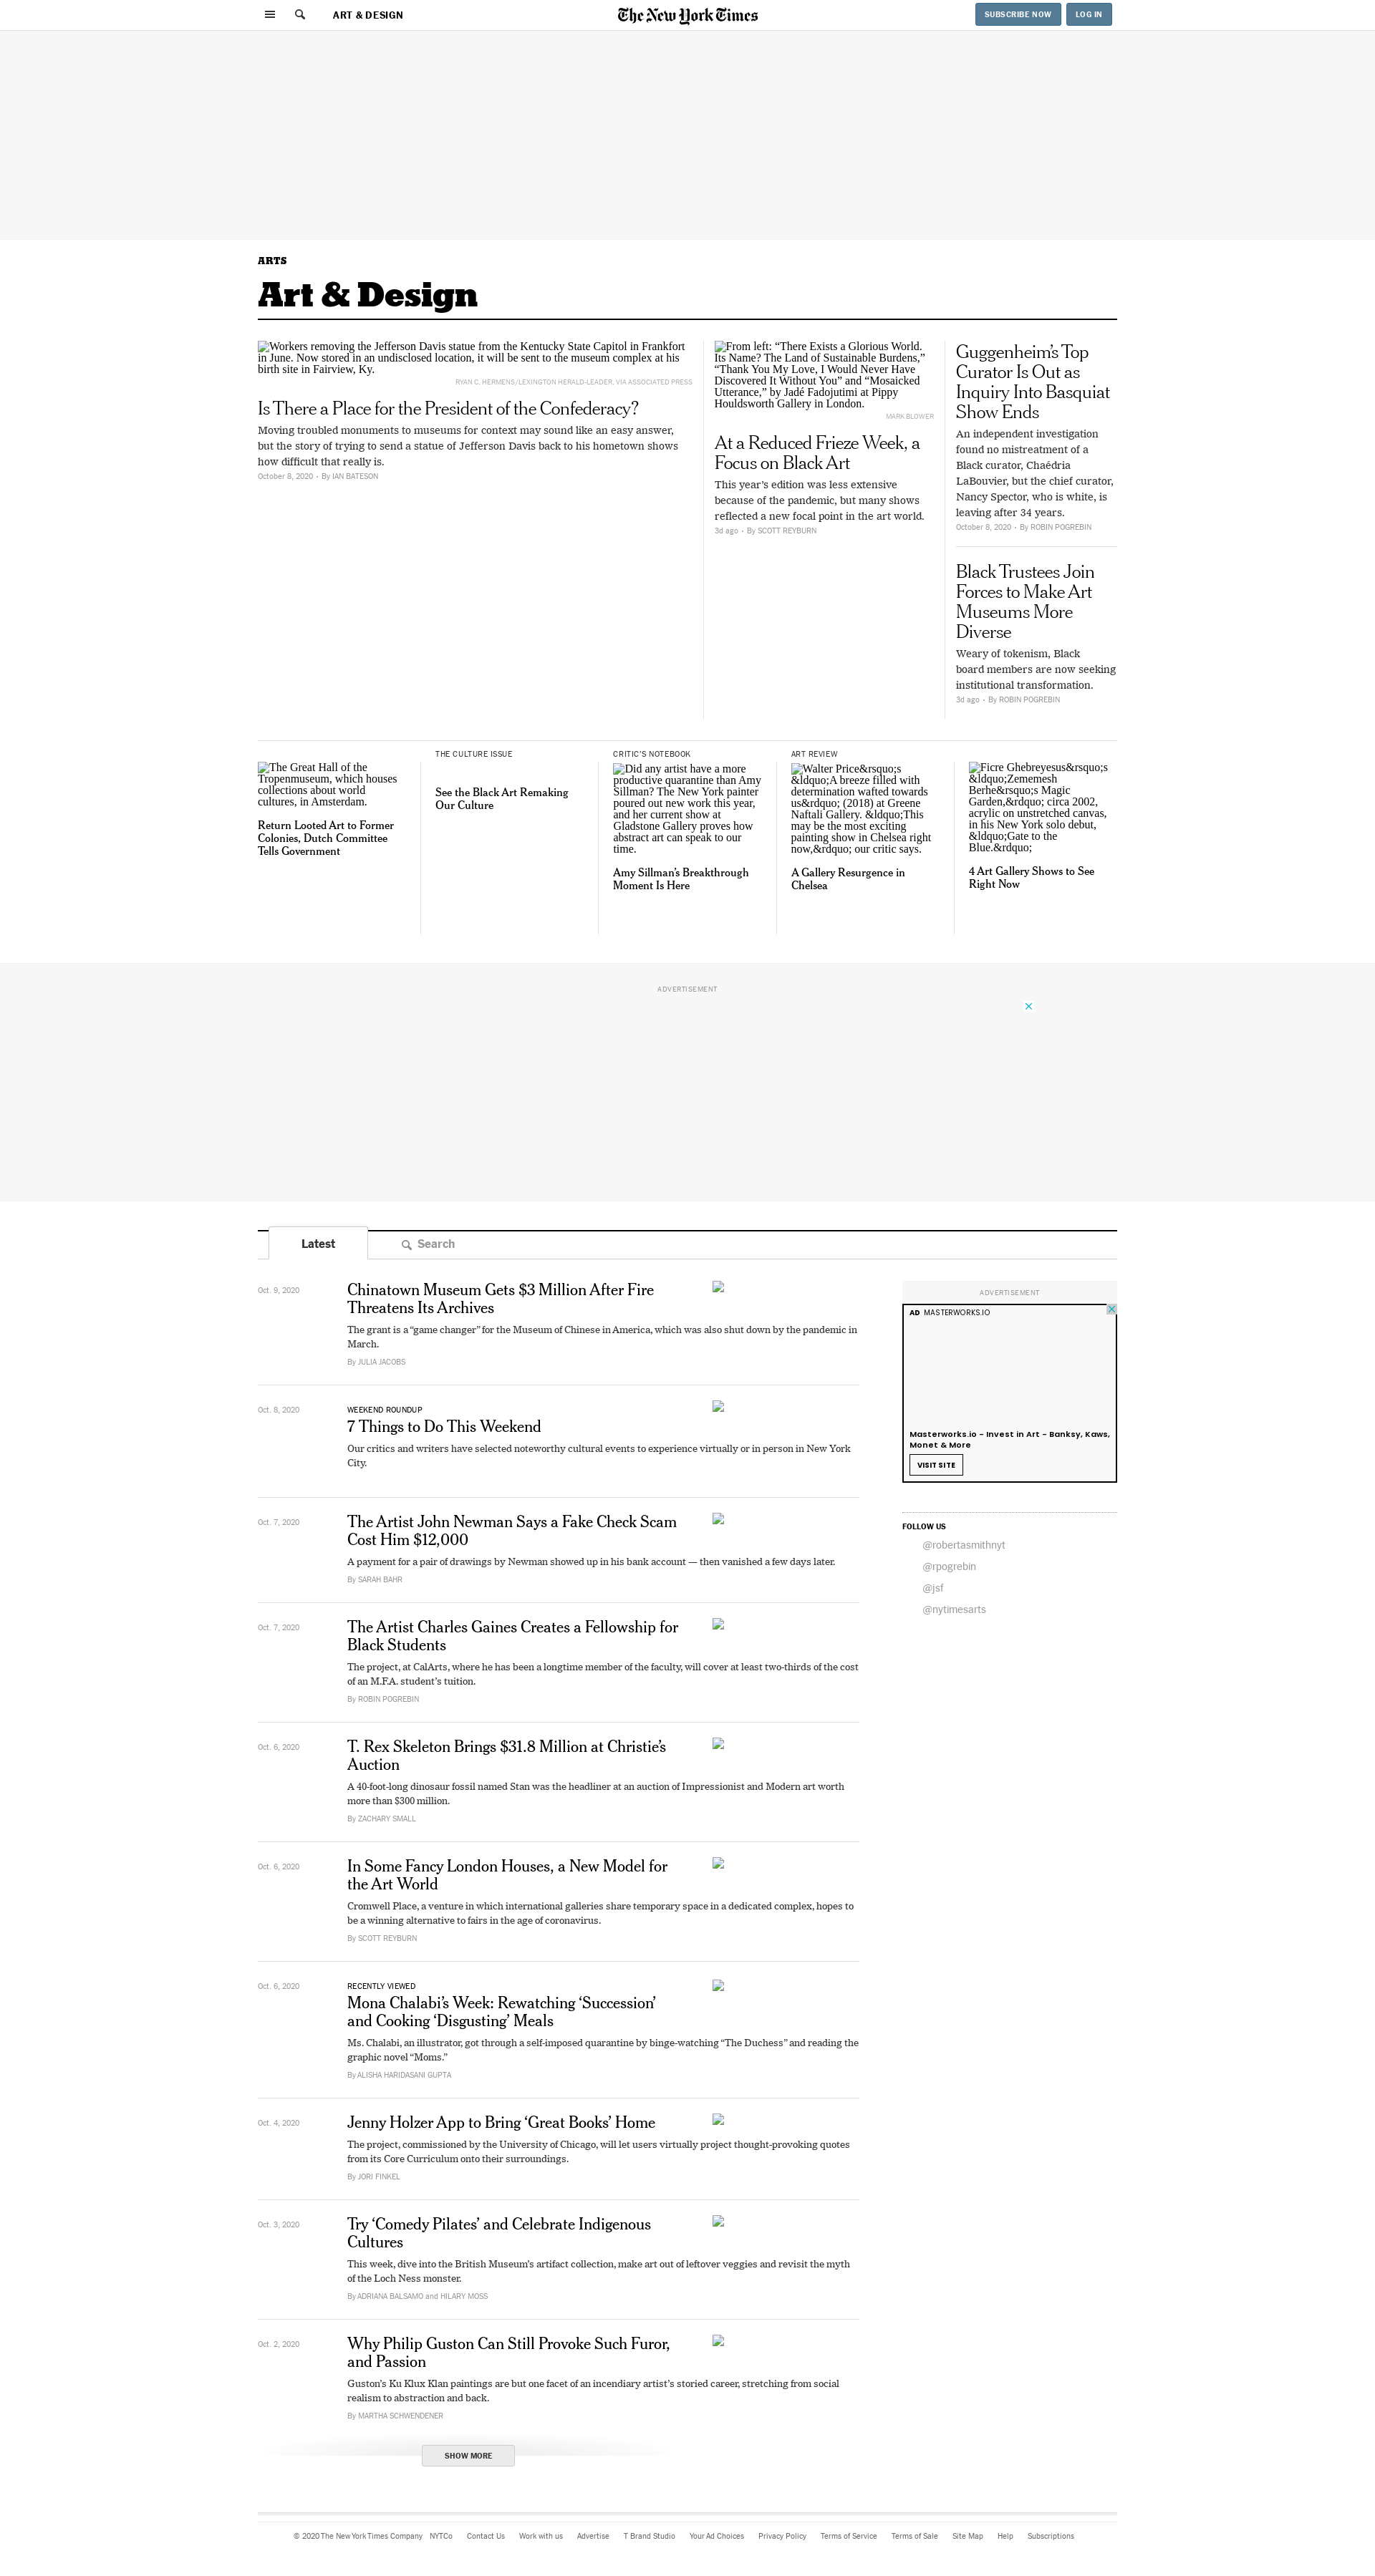 ART & DESIGN
The New York Times
SUBSCRIBE NOW
LOG IN
ARTS
Art & Design
Workers removing the Jefferson Davis statue from the Kentucky State Capitol in Frankfort
in June. Now stored in an undisclosed location, it will be sent to the museum complex at his
birth site in Fairview, Ky.
RYAN C. HERMENS/LEXINGTON HERALD-LEADER, VIA ASSOCIATED PRESS
Is There a Place for the President of the Confederacy?
Moving troubled monuments to museums for context may sound like an easy answer,
but the story of trying to send a statue of Jefferson Davis back to his hometown shows
how difficult that really is.
October 8, 2020 • By IAN BATESON
From left: “There Exists a Glorious World.
Its Name? The Land of Sustainable Burdens,”
“Thank You My Love, I Would Never Have
Discovered It Without You” and “Mosaicked
Utterance,” by Jadé Fadojutimi at Pippy
Houldsworth Gallery in London.
MARK BLOWER
At a Reduced Frieze Week, a
Focus on Black Art
This year’s edition was less extensive
because of the pandemic, but many shows
reflected a new focal point in the art world.
3d ago • By SCOTT REYBURN
Guggenheim’s Top
Curator Is Out as
Inquiry Into Basquiat
Show Ends
An independent investigation
found no mistreatment of a
Black curator, Chaédria
LaBouvier, but the chief curator,
Nancy Spector, who is white, is
leaving after 34 years.
October 8, 2020 • By ROBIN POGREBIN
Black Trustees Join
Forces to Make Art
Museums More
Diverse
Weary of tokenism, Black
board members are now seeking
institutional transformation.
3d ago • By ROBIN POGREBIN
The Great Hall of the
Tropenmuseum, which houses
collections about world
cultures, in Amsterdam.
Return Looted Art to Former
Colonies, Dutch Committee
Tells Government
THE CULTURE ISSUE
See the Black Art Remaking
Our Culture
CRITIC’S NOTEBOOK
Did any artist have a more
productive quarantine than Amy
Sillman? The New York painter
poured out new work this year,
and her current show at
Gladstone Gallery proves how
abstract art can speak to our
time.
Amy Sillman’s Breakthrough
Moment Is Here
ART REVIEW
Walter Price&rsquo;s
&ldquo;A breeze filled with
determination wafted towards
us&rdquo; (2018) at Greene
Naftali Gallery. &ldquo;This
may be the most exciting
painting show in Chelsea right
now,&rdquo; our critic says.
A Gallery Resurgence in
Chelsea
Ficre Ghebreyesus&rsquo;s
&ldquo;Zememesh
Berhe&rsquo;s Magic
Garden,&rdquo; circa 2002,
acrylic on unstretched canvas,
in his New York solo debut,
&ldquo;Gate to the
Blue.&rdquo;
4 Art Gallery Shows to See
Right Now
ADVERTISEMENT
Latest
Search
Oct. 9, 2020
Chinatown Museum Gets $3 Million After Fire
Threatens Its Archives
The grant is a “game changer” for the Museum of Chinese in America, which was also shut down by the pandemic in
March.
By JULIA JACOBS
Oct. 8, 2020
WEEKEND ROUNDUP
7 Things to Do This Weekend
Our critics and writers have selected noteworthy cultural events to experience virtually or in person in New York
City.
Oct. 7, 2020
The Artist John Newman Says a Fake Check Scam
Cost Him $12,000
A payment for a pair of drawings by Newman showed up in his bank account — then vanished a few days later.
By SARAH BAHR
Oct. 7, 2020
The Artist Charles Gaines Creates a Fellowship for
Black Students
The project, at CalArts, where he has been a longtime member of the faculty, will cover at least two-thirds of the cost
of an M.F.A. student’s tuition.
By ROBIN POGREBIN
Oct. 6, 2020
T. Rex Skeleton Brings $31.8 Million at Christie’s
Auction
A 40-foot-long dinosaur fossil named Stan was the headliner at an auction of Impressionist and Modern art worth
more than $300 million.
By ZACHARY SMALL
Oct. 6, 2020
In Some Fancy London Houses, a New Model for
the Art World
Cromwell Place, a venture in which international galleries share temporary space in a dedicated complex, hopes to
be a winning alternative to fairs in the age of coronavirus.
By SCOTT REYBURN
Oct. 6, 2020
RECENTLY VIEWED
Mona Chalabi’s Week: Rewatching ‘Succession’
and Cooking ‘Disgusting’ Meals
Ms. Chalabi, an illustrator, got through a self-imposed quarantine by binge-watching “The Duchess” and reading the
graphic novel “Moms.”
By ALISHA HARIDASANI GUPTA
Oct. 4, 2020
Jenny Holzer App to Bring ‘Great Books’ Home
The project, commissioned by the University of Chicago, will let users virtually project thought-provoking quotes
from its Core Curriculum onto their surroundings.
By JORI FINKEL
Oct. 3, 2020
Try ‘Comedy Pilates’ and Celebrate Indigenous
Cultures
This week, dive into the British Museum’s artifact collection, make art out of leftover veggies and revisit the myth
of the Loch Ness monster.
By ADRIANA BALSAMO and HILARY MOSS
Oct. 2, 2020
Why Philip Guston Can Still Provoke Such Furor,
and Passion
Guston’s Ku Klux Klan paintings are but one facet of an incendiary artist’s storied career, stretching from social
realism to abstraction and back.
By MARTHA SCHWENDENER
SHOW MORE
ADVERTISEMENT
AD MASTERWORKS.IO
Masterworks.io - Invest in Art - Banksy, Kaws,
Monet & More
VISIT SITE
FOLLOW US
@robertasmithnyt
@rpogrebin
@jsf
@nytimesarts
© 2020 The New York Times Company NYTCo Contact Us Work with us Advertise T Brand Studio Your Ad Choices Privacy Policy Terms of Service Terms of Sale Site Map Help Subscriptions